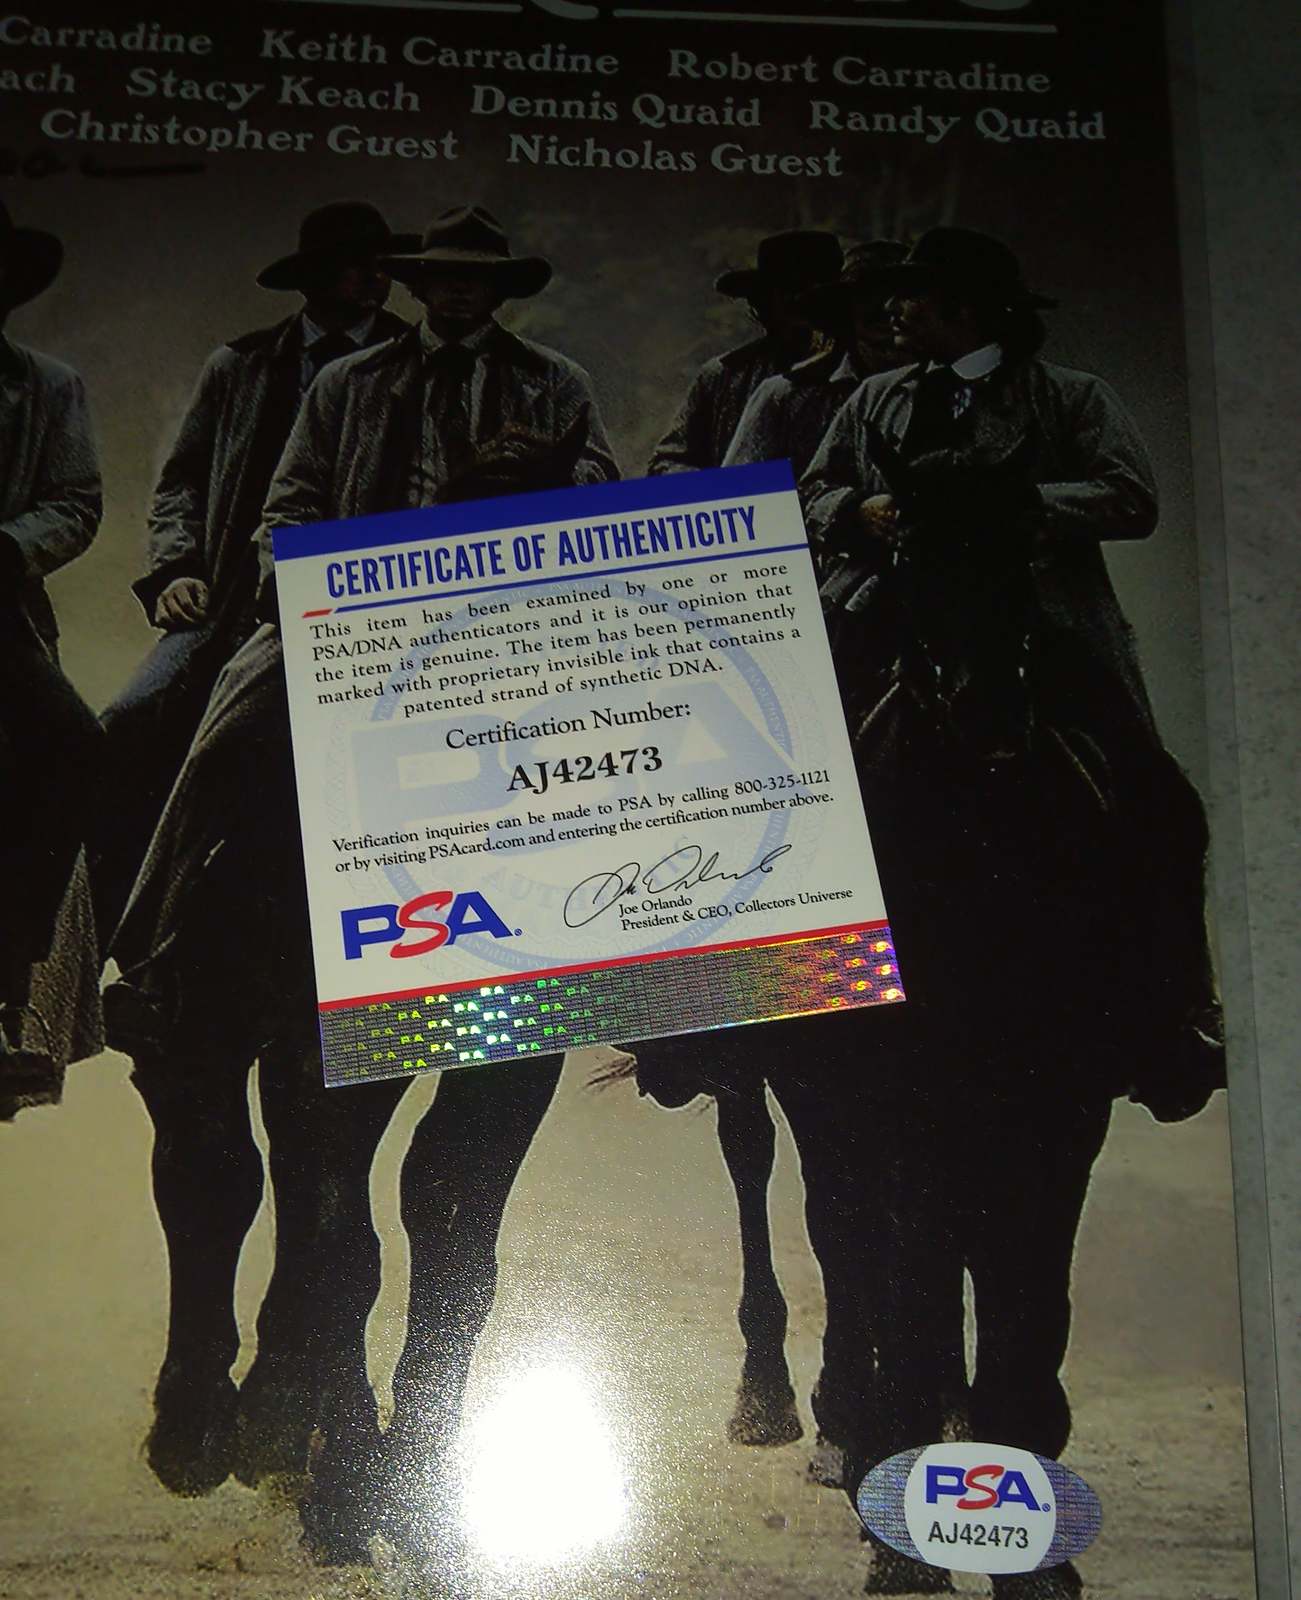 Carradine Keith Carradine Robert Carradine
ach Stacy Keach Dennis Quaid Randy Quaid
Christopher Guest Nicholas Guest
CERTIFICATE OF AUTHENTICITY
This item has been examined by one or more
PSA/DNA authenticators and it is our opinion that
the item is genuine. The item has been permanently
marked with proprietary invisible ink that contains a
patented strand of synthetic DNA.
Certification Number:
AJ42473
Verification inquiries can be made to PSA by calling 800-325-1121
or by visiting PSAcard.com and entering the certification number above.
PSA®
Joe Orlando
President & CEO, Collectors Universe
PSA®
AJ42473